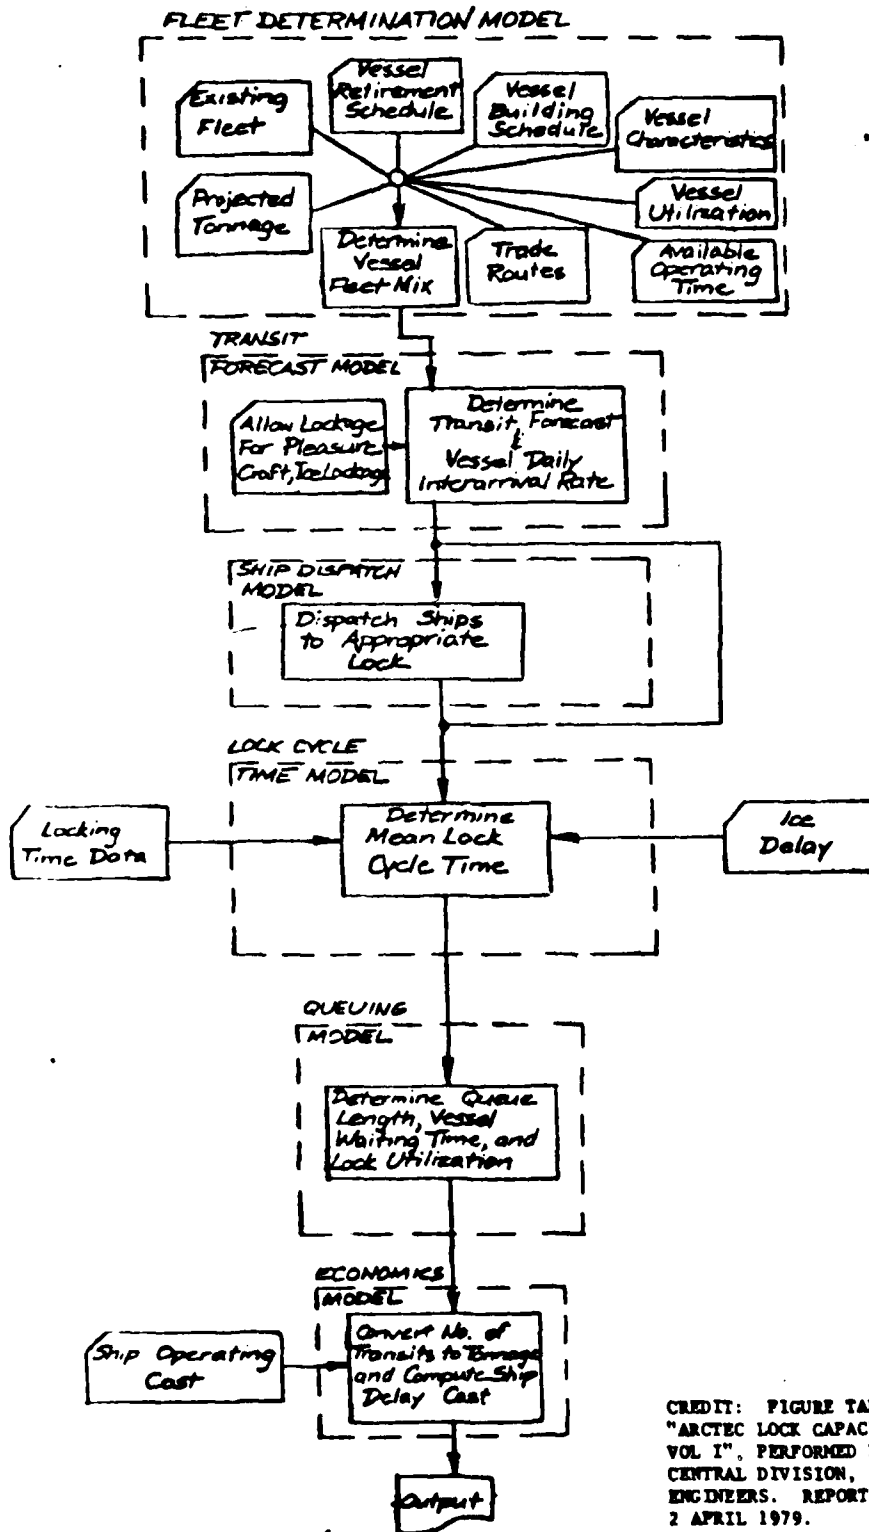 FLEET DETERMINATION MODEL
Existing
Fleet
Vessel
Retirement
Schedule
Vessel
Building
Schedule
Vessel
Characteristics
Projected
Tonnage
Vessel
Utilization
Determine
Vessel
Fleet Mix
Trade
Routes
Available
Operating
Time
TRANSIT
FORECAST MODEL
Allow Lockage
For Pleasure
Craft, Ice Lockage
Determine
Transit Forecast
&
Vessel Daily
Interarrival Rate
SHIP DISPATCH
MODEL
Dispatch Ships
to Appropriate
Lock
LOCK CYCLE
TIME MODEL
Locking
Time Data
Determine
Mean Lock
Cycle Time
Ice
Delay
QUEUING
MODEL
Determine Queue
Length, Vessel
Waiting Time, and
Lock Utilization
ECONOMICS
MODEL
Ship Operating
Cost
Convert No. of
Transits to Tonnage
and Compute Ship
Delay Cost
Output
CREDIT: FIGURE TA
"ARCTEC LOCK CAPAC
VOL I", PERFORMED
CENTRAL DIVISION,
ENGINEERS. REPORT
2 APRIL 1979.